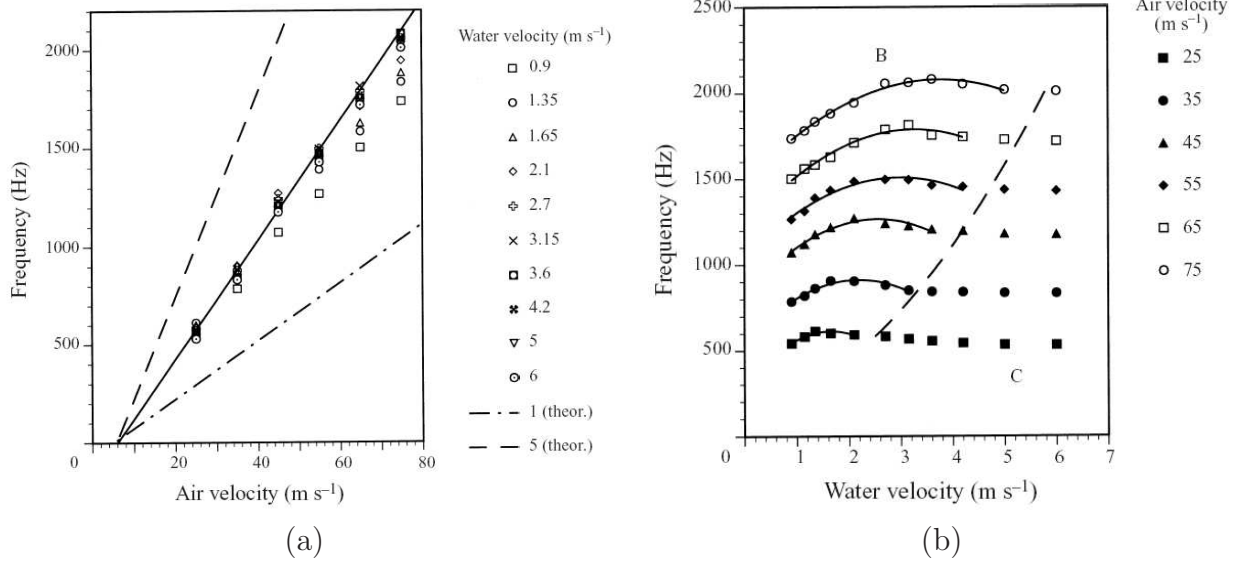 2000
1500
1000
500
0
20
40
60
80
Frequency (Hz)
Air velocity (m s⁻¹)
Water velocity (m s⁻¹)
0.9
1.35
1.65
2.1
2.7
3.15
3.6
4.2
5
6
1 (theor.)
5 (theor.)
(a)
2500
2000
1500
1000
500
0
1
2
3
4
5
6
7
Frequency (Hz)
Water velocity (m s⁻¹)
B
C
Air velocity
(m s⁻¹)
25
35
45
55
65
75
(b)